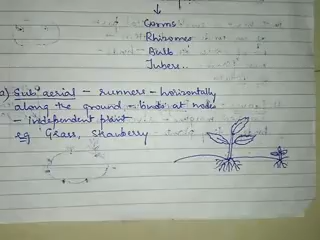 ↓
Corms
Rhizomes
Bulb
Tubers..
Sub aerial - runners - horizontally
along the ground - buds at nodes
- Independent plant
eg Grass, strawberry